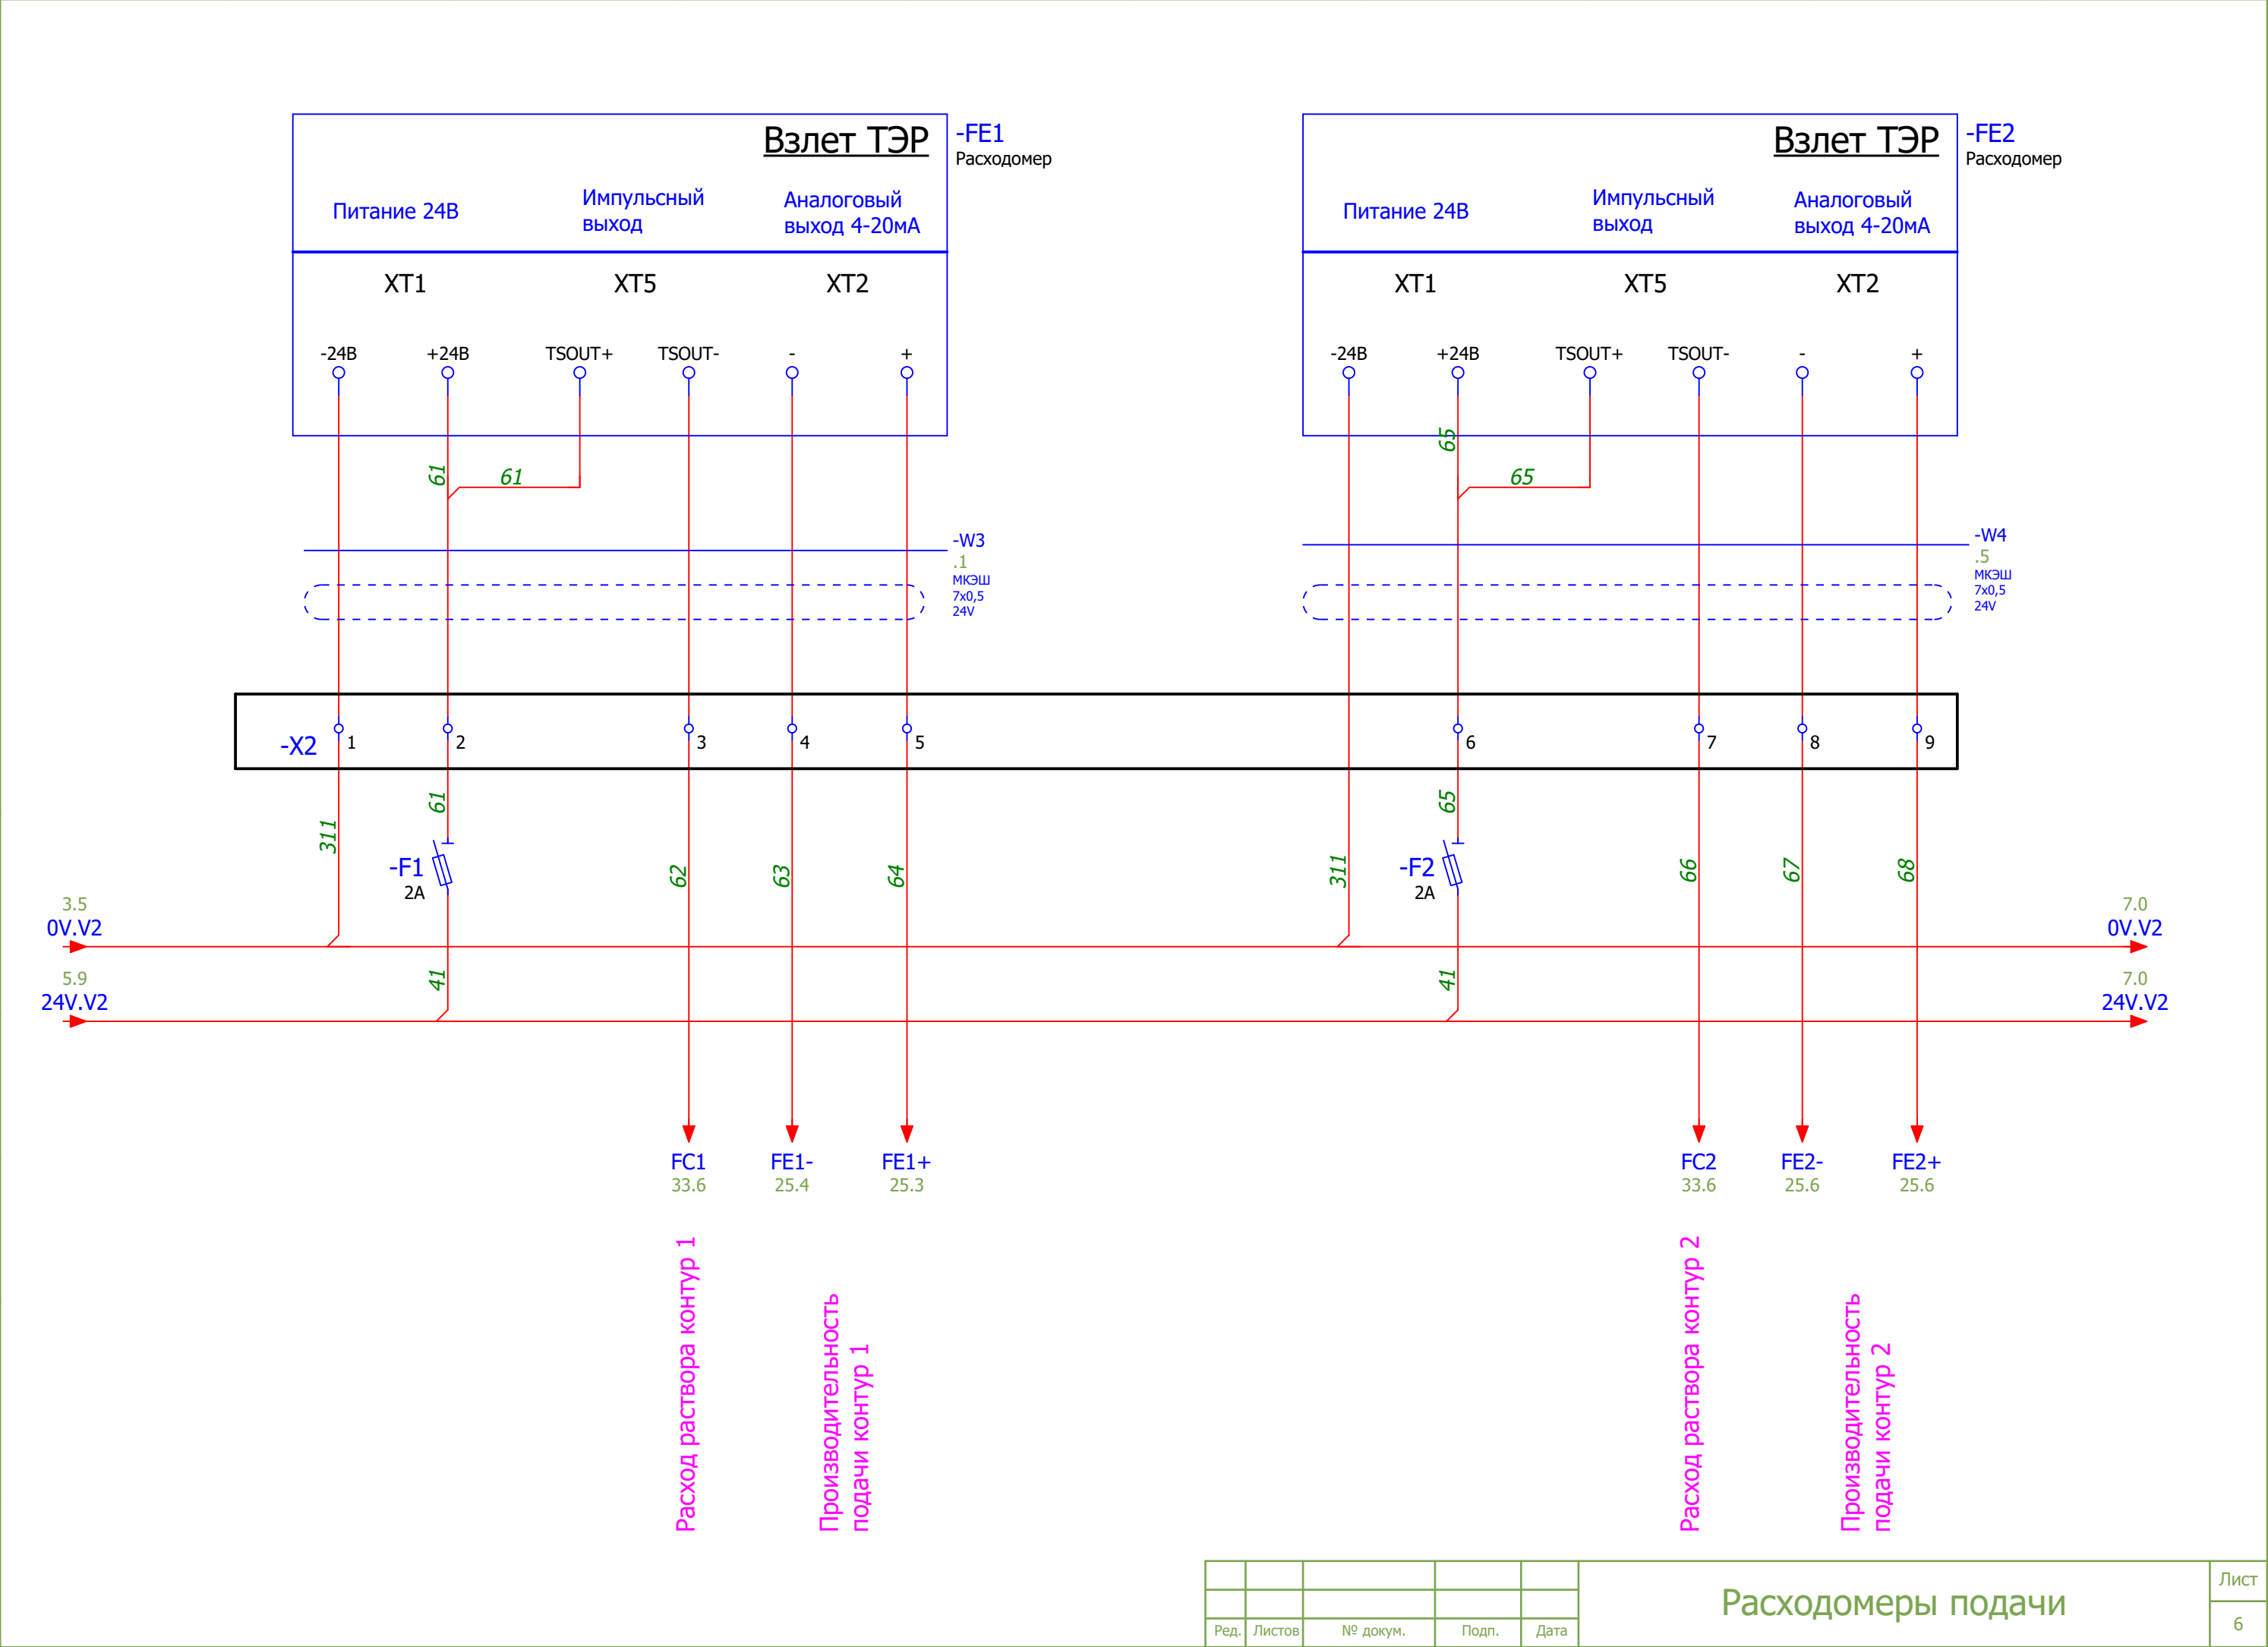 Взлет ТЭР
-FE1
Расходомер
Питание 24В
Импульсный
выход
Аналоговый
выход 4-20мА
XT1
XT5
XT2
-24В
+24В
TSOUT+
TSOUT-
-
+
61
61
-W3
.1
МКЭШ
7х0,5
24V
Взлет ТЭР
-FE2
Расходомер
Питание 24В
Импульсный
выход
Аналоговый
выход 4-20мА
XT1
XT5
XT2
-24В
+24В
TSOUT+
TSOUT-
-
+
65
65
-W4
.5
МКЭШ
7х0,5
24V
-X2
1
2
3
4
5
6
7
8
9
311
61
-F1
2А
62
63
64
311
65
-F2
2А
66
67
68
3.5
0V.V2
7.0
0V.V2
41
41
5.9
24V.V2
7.0
24V.V2
FC1
33.6
FE1-
25.4
FE1+
25.3
FC2
33.6
FE2-
25.6
FE2+
25.6
Расход раствора контур 1
Производительность
подачи контур 1
Расход раствора контур 2
Производительность
подачи контур 2
Ред.
Листов
№ докум.
Подп.
Дата
Расходомеры подачи
Лист
6